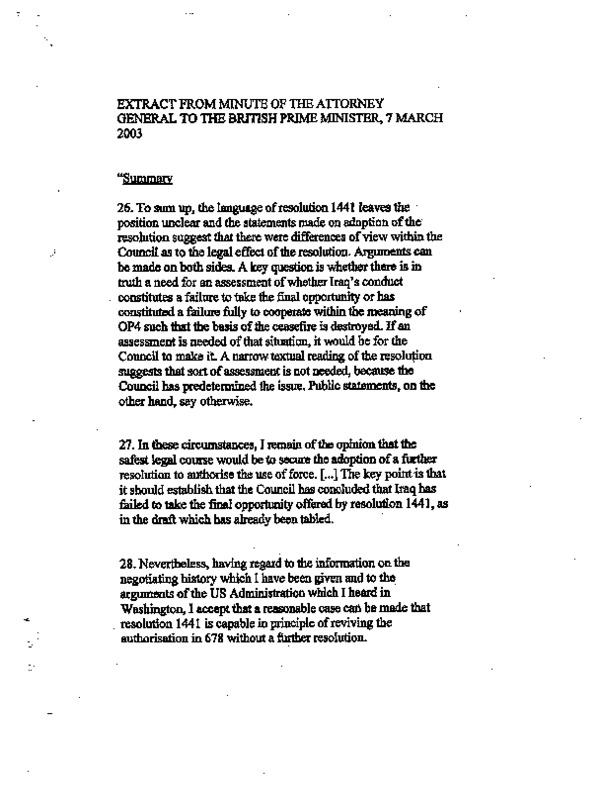 EXTRACT FROM MINUTE OF THE ATTORNEY
GENERAL TO THE BRITISH PRIME MINISTER, 7 MARCH
2003
“Summary
26. To sum up, the language of resolution 1441 leaves the
position unclear and the statements made on adoption of the
resolution suggest that there were differences of view within the
Council as to the legal effect of the resolution. Arguments can
be made on both sides. A key question is whether there is in
truth a need for an assessment of whether Iraq's conduct
constitutes a failure to take the final opportunity or has
constituted a failure fully to cooperate within the meaning of
OP4 such that the basis of the ceasefire is destroyed. If an
assessment is needed of that situation, it would be for the
Council to make it. A narrow textual reading of the resolution
suggests that sort of assessment is not needed, because the
Council has predetermined the issue. Public statements, on the
other hand, say otherwise.
27. In these circumstances, I remain of the opinion that the
safest legal course would be to secure the adoption of a further
resolution to authorise the use of force. [...] The key point is that
it should establish that the Council has concluded that Iraq has
failed to take the final opportunity offered by resolution 1441, as
in the draft which has already been tabled.
28. Nevertheless, having regard to the information on the
negotiating history which I have been given and to the
arguments of the US Administration which I heard in
Washington, I accept that a reasonable case can be made that
resolution 1441 is capable in principle of reviving the
authorisation in 678 without a further resolution.